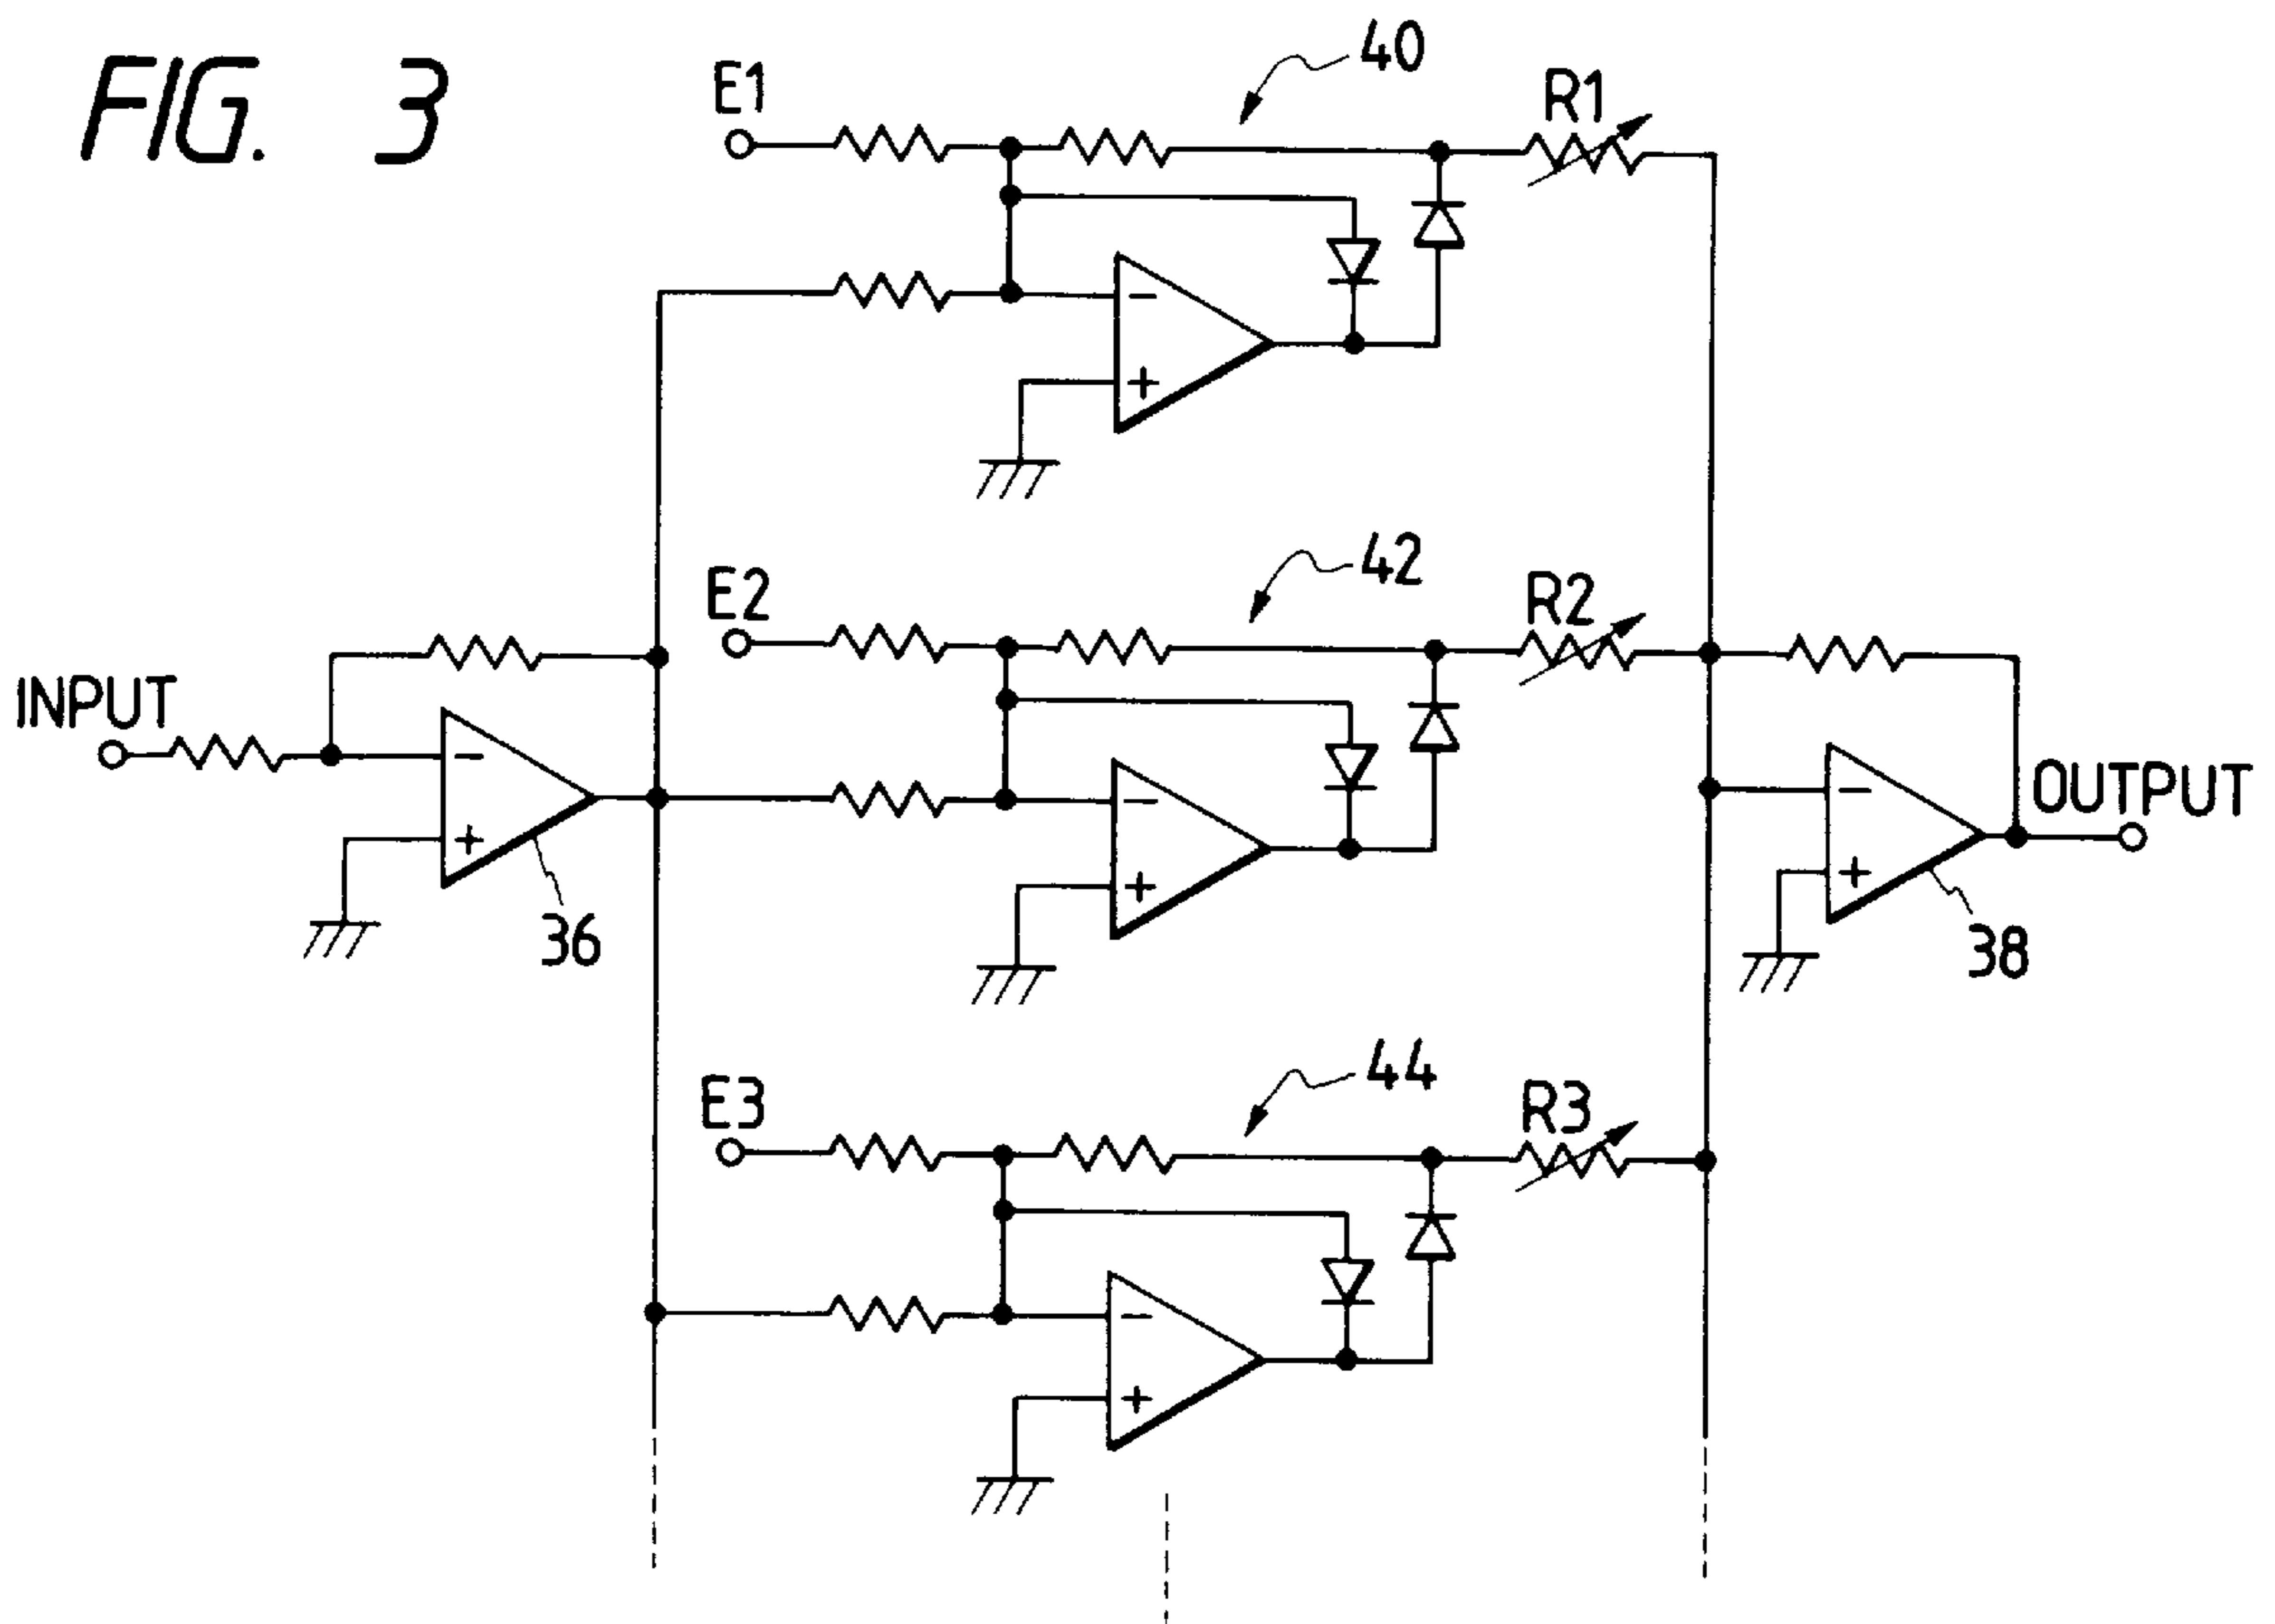 FIG. 3
E1
40
R1
−
+
E2
42
R2
INPUT
−
+
36
−
+
OUTPUT
−
+
38
E3
44
R3
−
+